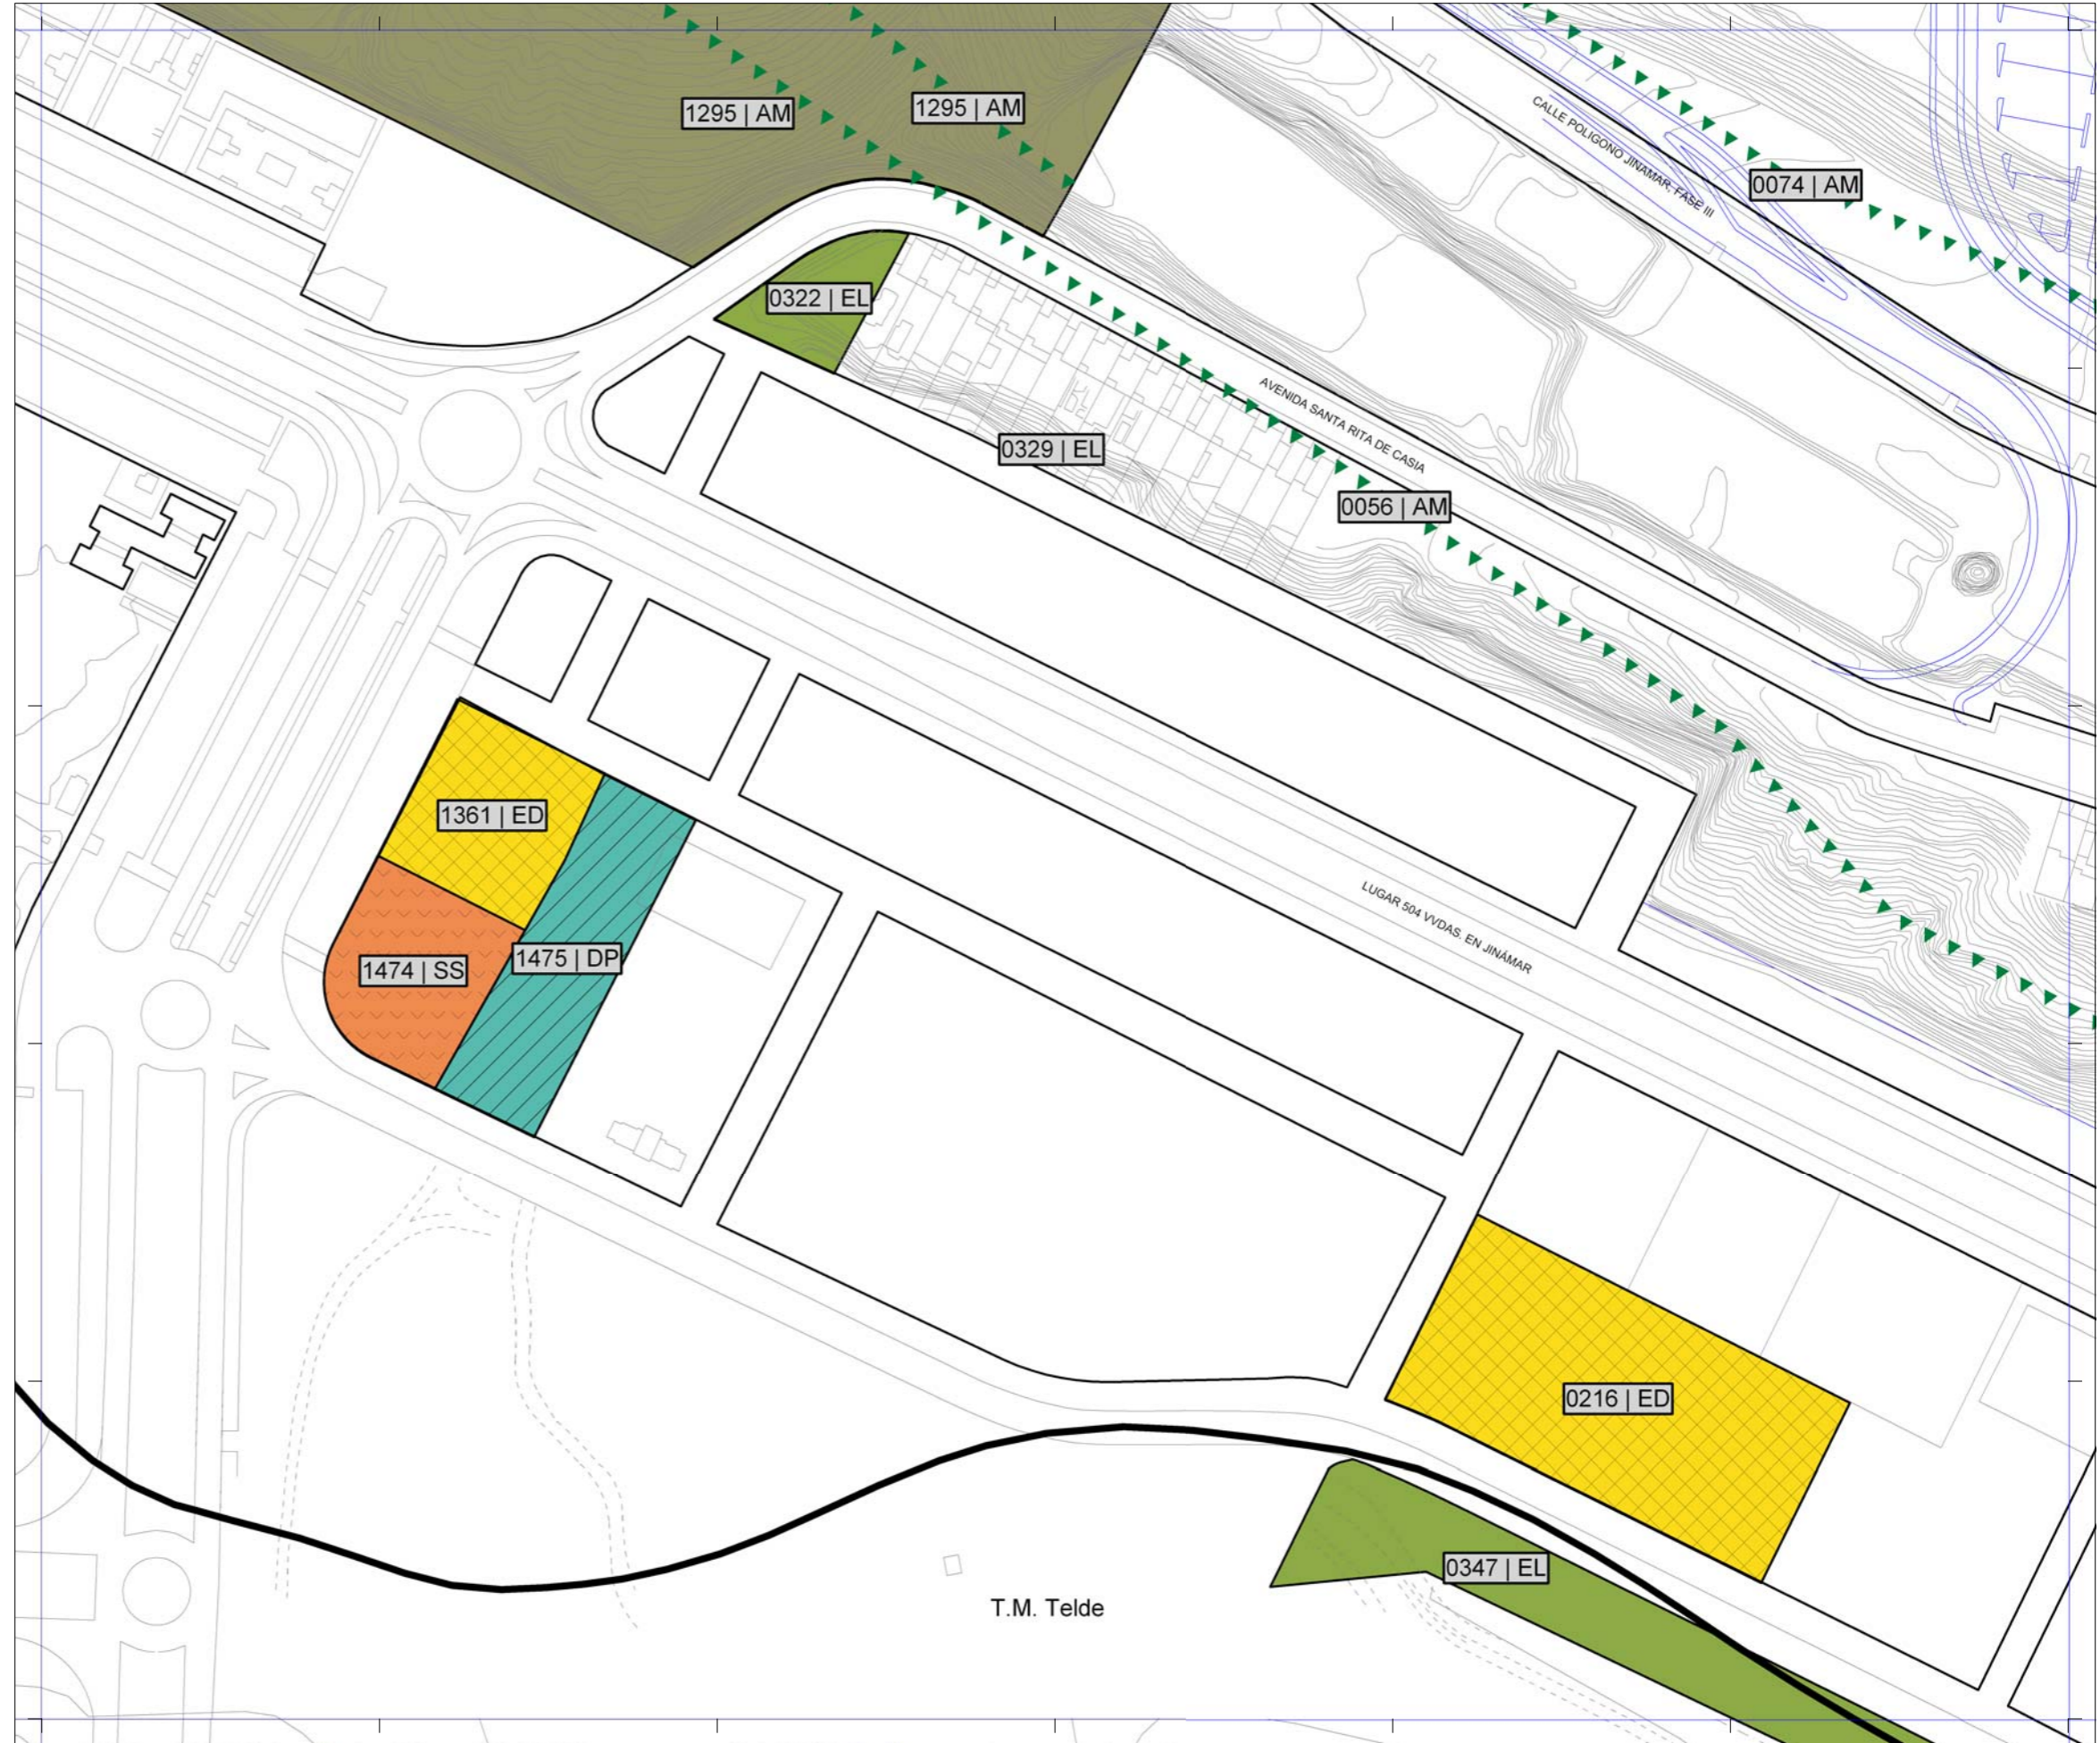 1295 | AM
1295 | AM
CALLE POLIGONO JINAMAR, FASE III
0074 | AM
0322 | EL
AVENIDA SANTA RITA DE CASIA
0329 | EL
0056 | AM
1361 | ED
LUGAR 504 VVDAS. EN JINÁMAR
1475 | DP
1474 | SS
0216 | ED
0347 | EL
T.M. Telde